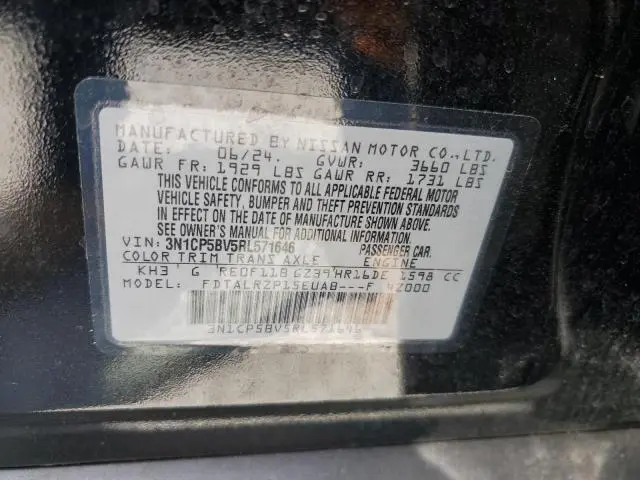 MANUFACTURED BY NISSAN MOTOR CO.,LTD.
DATE: 06/24. GVWR: 3660 LBS
GAWR FR: 1929 LBS GAWR RR: 1731 LBS
THIS VEHICLE CONFORMS TO ALL APPLICABLE FEDERAL MOTOR
VEHICLE SAFETY, BUMPER AND THEFT PREVENTION STANDARDS
IN EFFECT ON THE DATE OF MANUFACTURE SHOWN ABOVE.
SEE OWNER'S MANUAL FOR ADDITIONAL INFORMATION.
VIN: 3N1CP5BV5RL571646 PASSENGER CAR.
COLOR TRIM TRANS AXLE ENGINE
KH3 G RE0F11B GZ39 HR16DE 1598 CC
MODEL: FDTALRZP15EUAB---F 42000
3N1CP5BV5RL571646